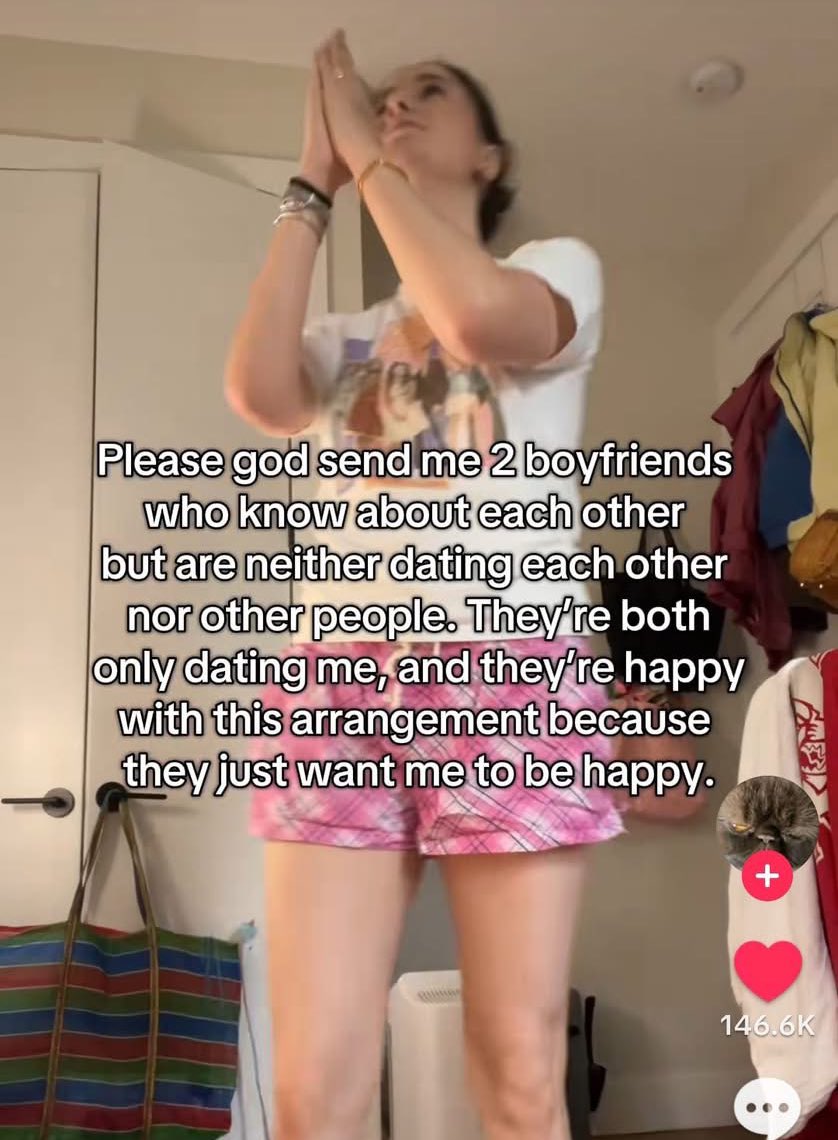 Please god send me 2 boyfriends
who know about each other
but are neither dating each other
nor other people. They’re both
only dating me, and they’re happy
with this arrangement because
they just want me to be happy.
146.6K